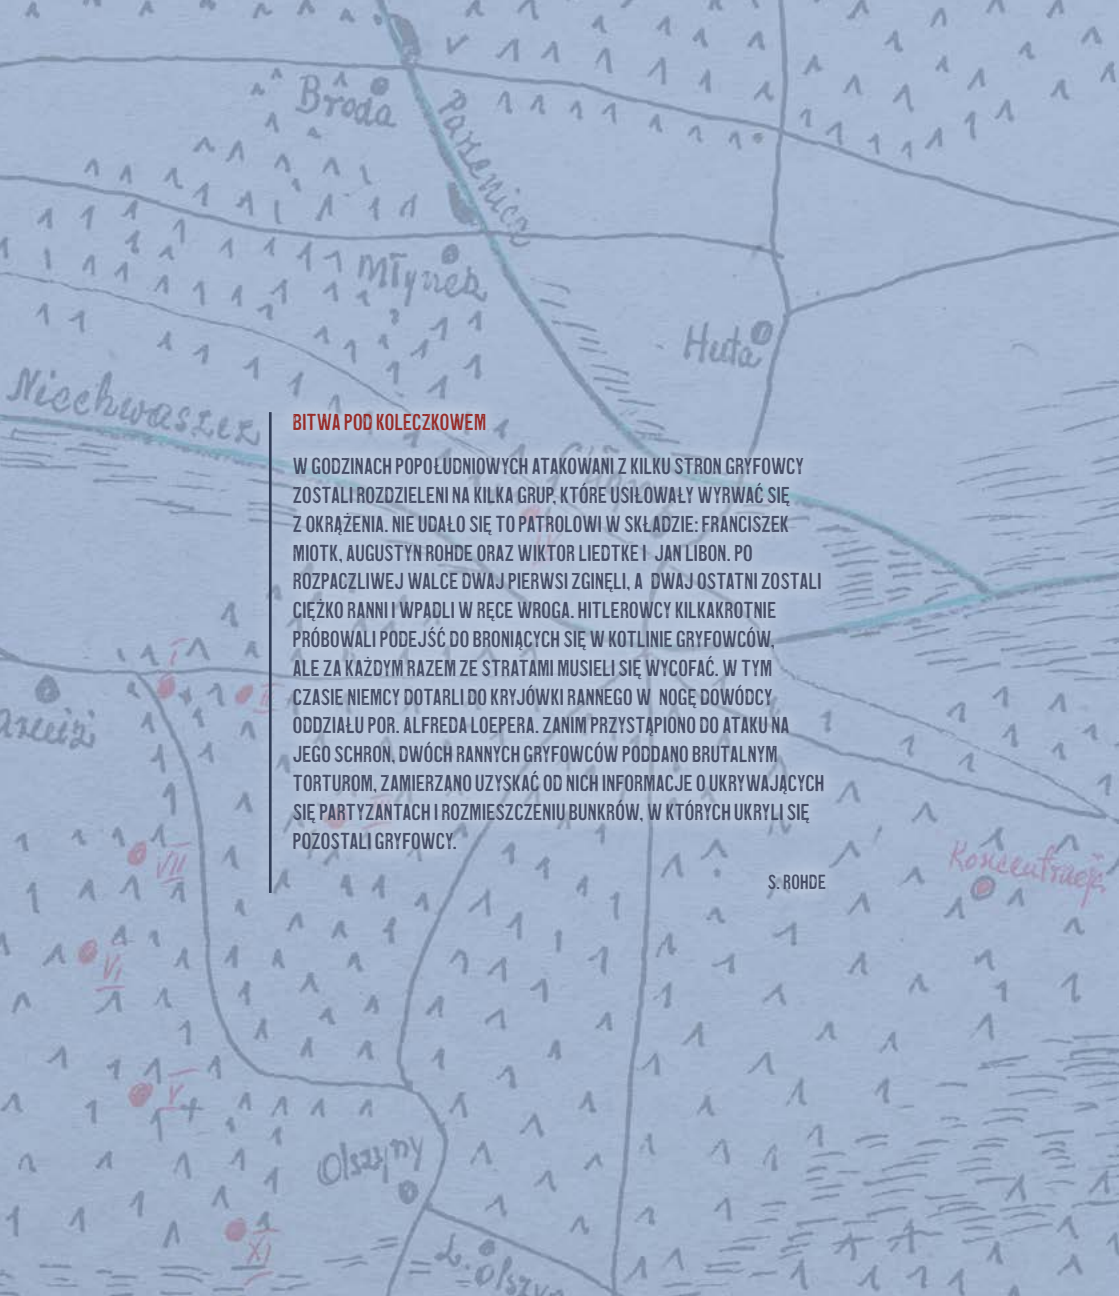 Broda
Młynek
Huta
BITWA POD KOLECZKOWEM
W GODZINACH POPOŁUDNIOWYCH ATAKOWANI Z KILKU STRON GRYFOWCY
ZOSTALI ROZDZIELENI NA KILKA GRUP, KTÓRE USIŁOWAŁY WYRWAĆ SIĘ
Z OKRĄŻENIA. NIE UDAŁO SIĘ TO PATROLOWI W SKŁADZIE: FRANCISZEK
MIOTK, AUGUSTYN ROHDE ORAZ WIKTOR LIEDTKE I JAN LIBON. PO
ROZPACZLIWEJ WALCE DWAJ PIERWSI ZGINĘLI, A DWAJ OSTATNI ZOSTALI
CIĘŻKO RANNI I WPADLI W RĘCE WROGA. HITLEROWCY KILKAKROTNIE
PRÓBOWALI PODEJŚĆ DO BRONIĄCYCH SIĘ W KOTLINIE GRYFOWCÓW,
ALE ZA KAŻDYM RAZEM ZE STRATAMI MUSIELI SIĘ WYCOFAĆ. W TYM
CZASIE NIEMCY DOTARLI DO KRYJÓWKI RANNEGO W NOGĘ DOWÓDCY
ODDZIAŁU POR. ALFREDA LOEPERA. ZANIM PRZYSTĄPIONO DO ATAKU NA
JEGO SCHRON, DWÓCH RANNYCH GRYFOWCÓW PODDANO BRUTALNYM
TORTUROM, ZAMIERZANO UZYSKAĆ OD NICH INFORMACJE O UKRYWAJĄCYCH
SIĘ PARTYZANTACH I ROZMIESZCZENIU BUNKRÓW, W KTÓRYCH UKRYLI SIĘ
POZOSTALI GRYFOWCY.
S. ROHDE
VII
VI
V
Olszyny
XI